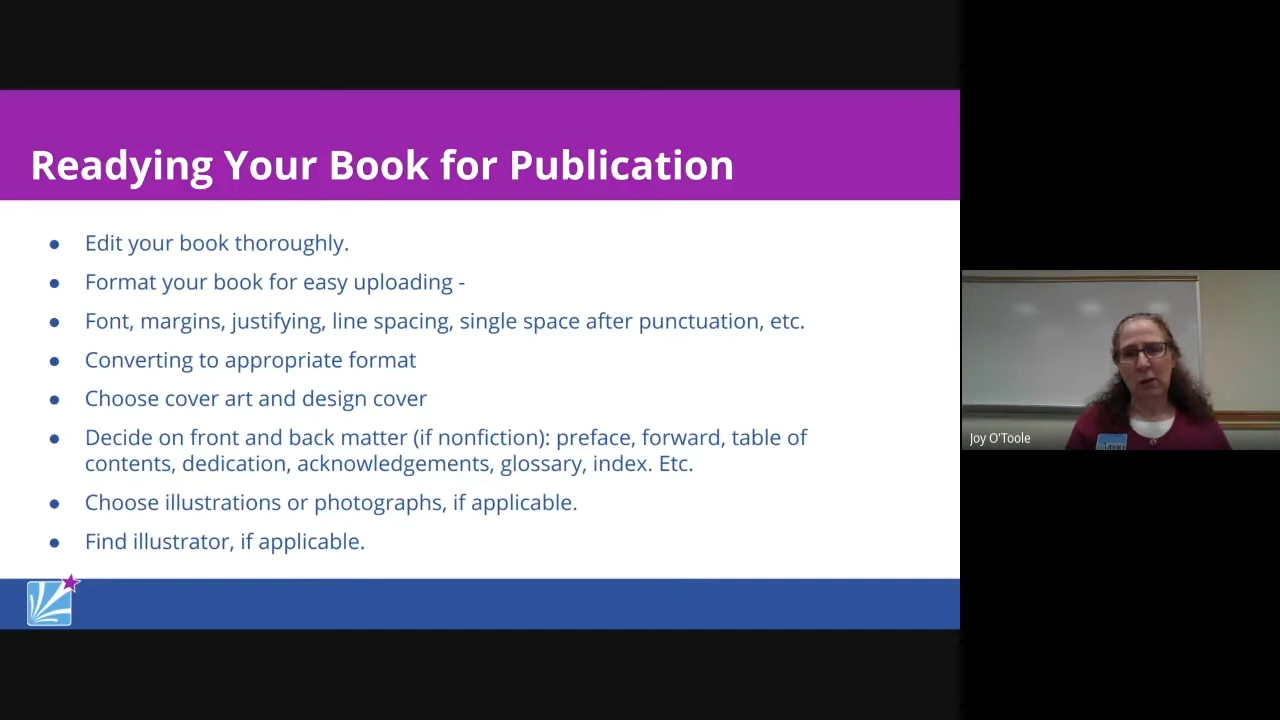 Readying Your Book for Publication
● Edit your book thoroughly.
● Format your book for easy uploading -
● Font, margins, justifying, line spacing, single space after punctuation, etc.
● Converting to appropriate format
● Choose cover art and design cover
● Decide on front and back matter (if nonfiction): preface, forward, table of
contents, dedication, acknowledgements, glossary, index. Etc.
● Choose illustrations or photographs, if applicable.
● Find illustrator, if applicable.
Joy O'Toole
Library